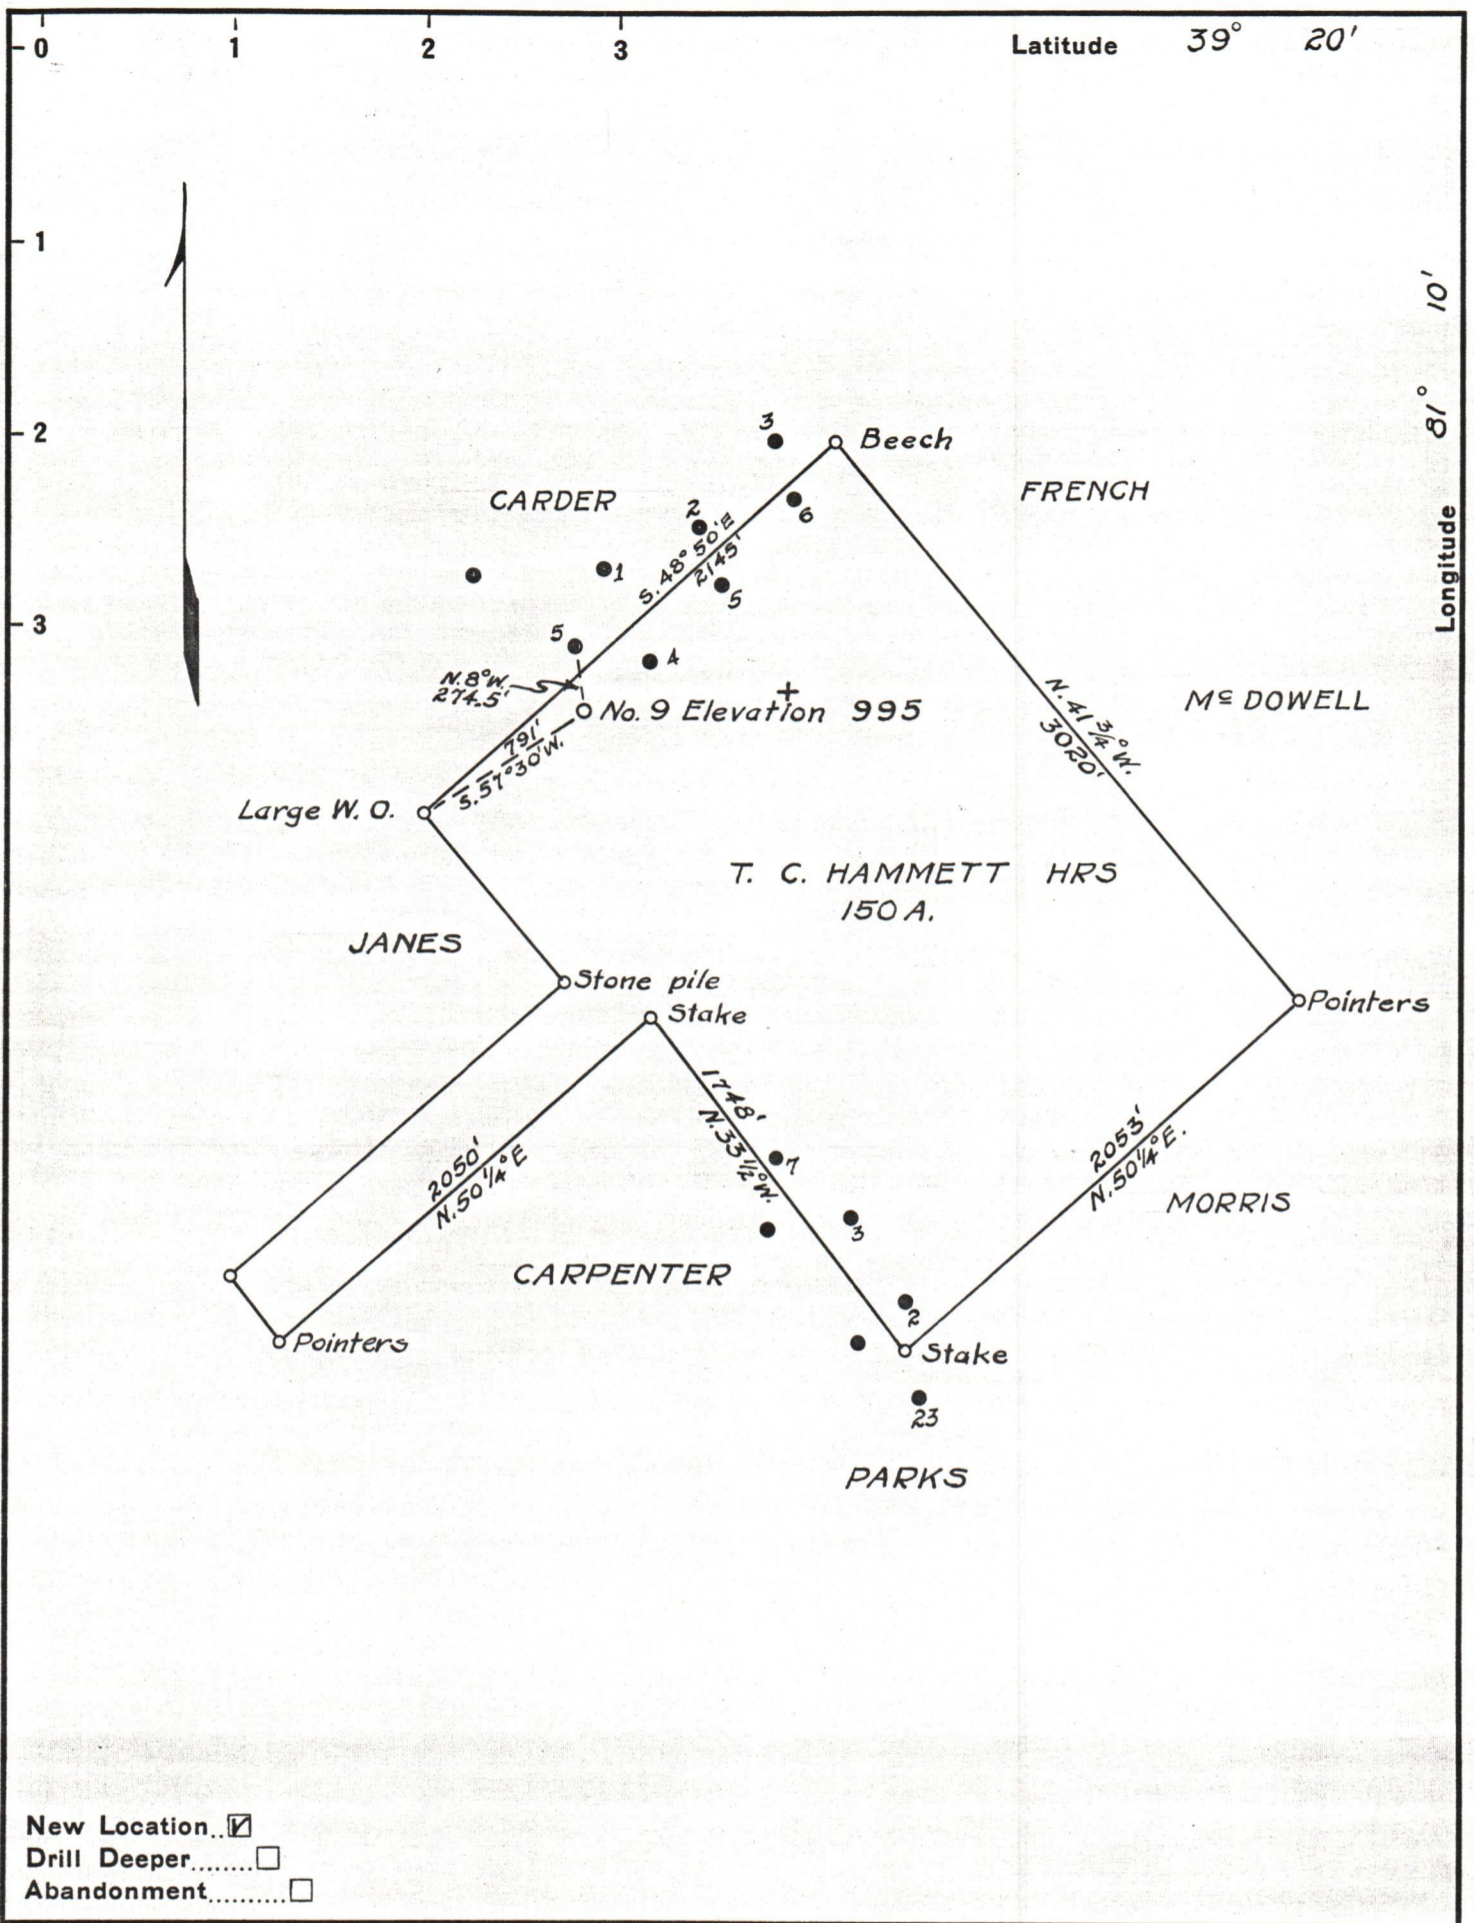 0 1 2 3 Latitude 39° 20'
1
2
3
Longitude 81° 10'
3
Beech
CARDER
FRENCH
2
6
S. 48° 50' E
2145'
1
5
5
4
N. 8° W.
274.5'
No. 9 Elevation 995
N. 41 3/4° W.
3020'
Mc DOWELL
791'
S. 57° 30' W.
Large W. O.
T. C. HAMMETT HRS
150 A.
JANES
Stone pile
Stake
Pointers
1748'
N. 33 1/2° W.
2050'
N. 50 1/4° E
2053'
N. 50 1/4° E.
7
3
MORRIS
CARPENTER
2
Pointers
Stake
23
PARKS
New Location..☑
Drill Deeper.......☐
Abandonment..........☐